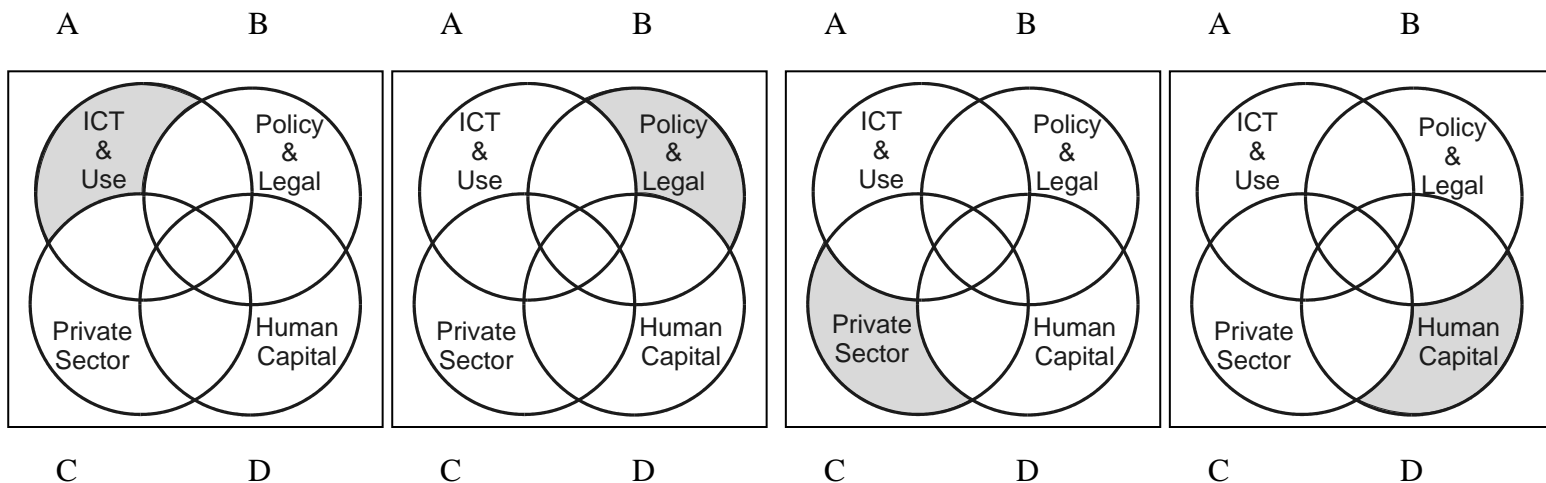 A B A B A B A B
ICT
&
Use
Policy
&
Legal
Private
Sector
Human
Capital
ICT
&
Use
Policy
&
Legal
Private
Sector
Human
Capital
ICT
&
Use
Policy
&
Legal
Private
Sector
Human
Capital
ICT
&
Use
Policy
&
Legal
Private
Sector
Human
Capital
C D C D C D C D